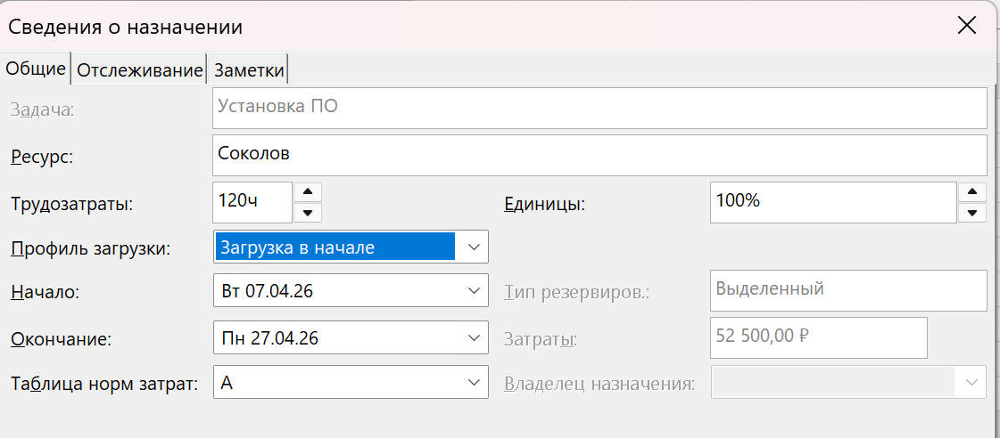 Сведения о назначении
Общие Отслеживание Заметки
Задача: Установка ПО
Ресурс: Соколов
Трудозатраты: 120ч Единицы: 100%
Профиль загрузки: Загрузка в начале
Начало: Вт 07.04.26 Тип резервиров.: Выделенный
Окончание: Пн 27.04.26 Затраты: 52 500,00 ₽
Таблица норм затрат: A Владелец назначения: